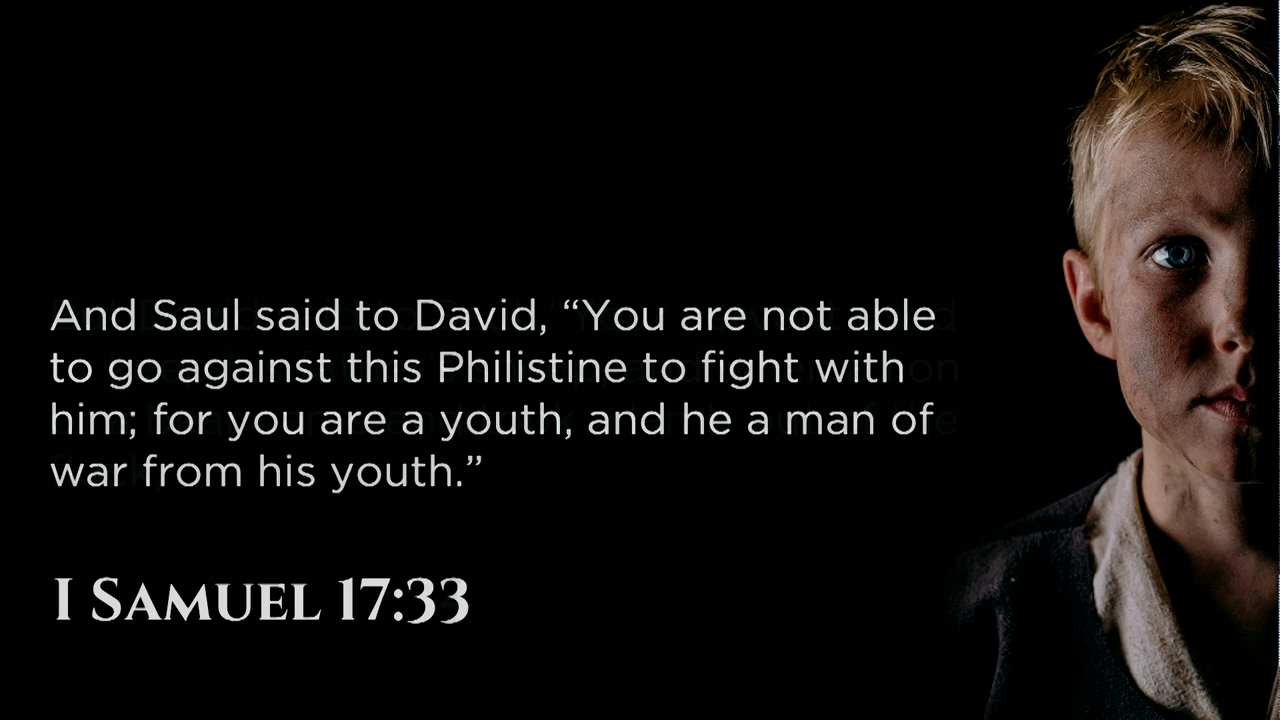 And Saul said to David, “You are not able
to go against this Philistine to fight with
him; for you are a youth, and he a man of
war from his youth.”
I Samuel 17:33